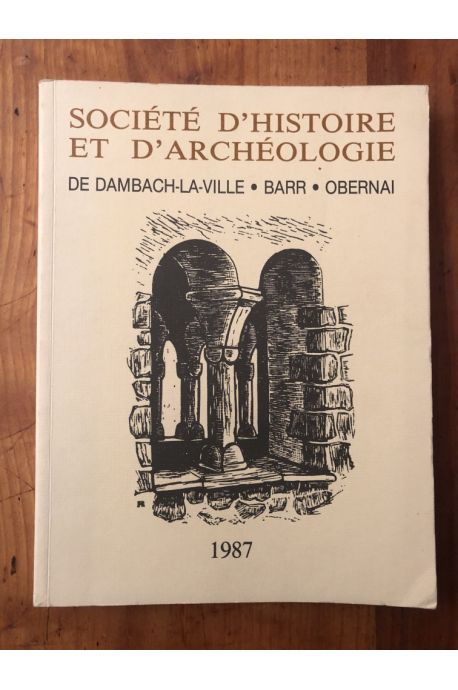 SOCIÉTÉ D'HISTOIRE
ET D'ARCHÉOLOGIE
DE DAMBACH-LA-VILLE • BARR • OBERNAI
1987